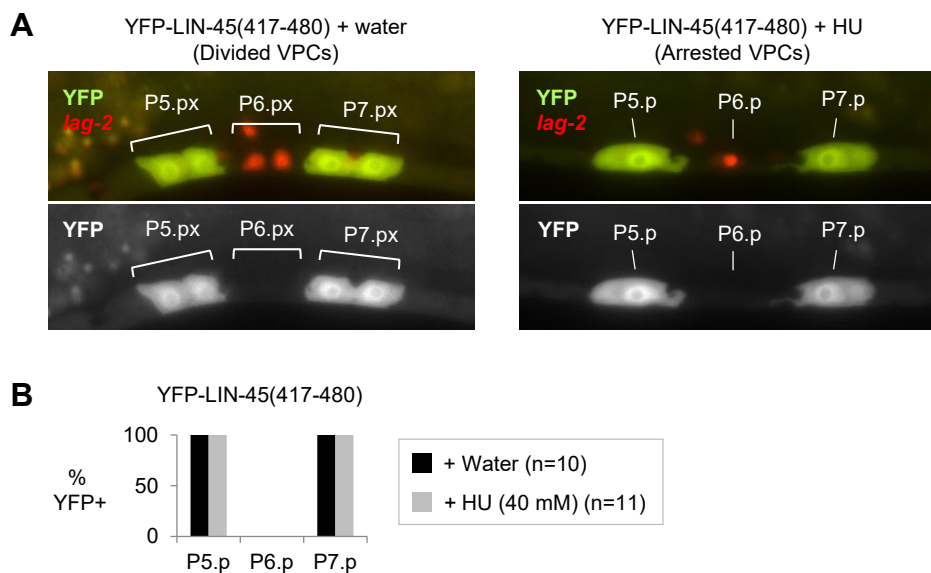 A
YFP-LIN-45(417-480) + water
(Divided VPCs)
YFP-LIN-45(417-480) + HU
(Arrested VPCs)
YFP
lag-2
P5.px
P6.px
P7.px
YFP
lag-2
P5.p
P6.p
P7.p
YFP
P5.px
P6.px
P7.px
YFP
P5.p
P6.p
P7.p
B
YFP-LIN-45(417-480)
%
YFP+
100
50
0
P5.p P6.p P7.p
+ Water (n=10)
+ HU (40 mM) (n=11)